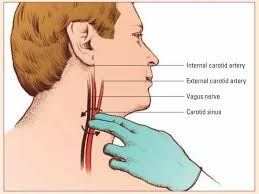 Internal carotid artery
External carotid artery
Vagus nerve
Carotid sinus